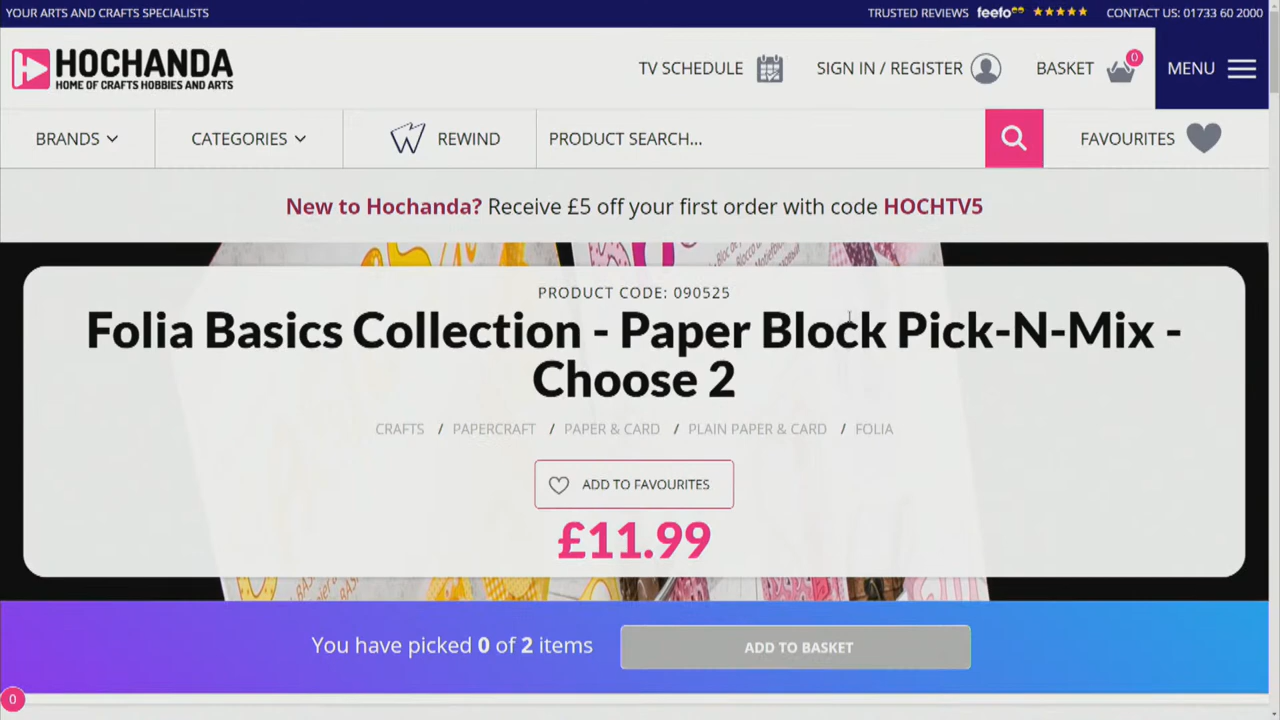 YOUR ARTS AND CRAFTS SPECIALISTS
TRUSTED REVIEWS feefo
CONTACT US: 01733 60 2000
HOCHANDA
HOME OF CRAFTS HOBBIES AND ARTS
TV SCHEDULE
SIGN IN / REGISTER
BASKET 0
MENU
BRANDS
CATEGORIES
REWIND
PRODUCT SEARCH...
FAVOURITES
New to Hochanda? Receive £5 off your first order with code HOCHTV5
PRODUCT CODE: 090525
Folia Basics Collection - Paper Block Pick-N-Mix -
Choose 2
CRAFTS / PAPERCRAFT / PAPER & CARD / PLAIN PAPER & CARD / FOLIA
ADD TO FAVOURITES
£11.99
You have picked 0 of 2 items
ADD TO BASKET
0